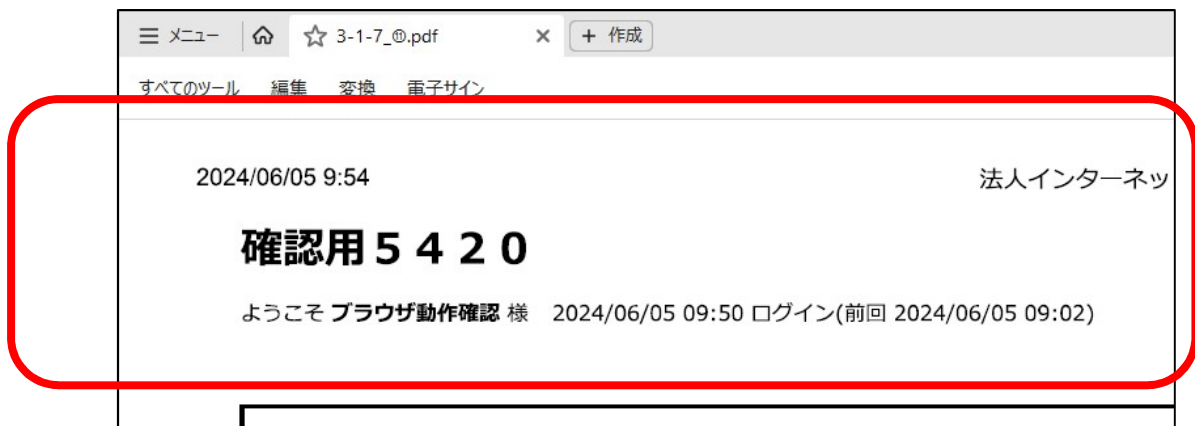 メニュー 3-1-7_⑪.pdf × + 作成
すべてのツール 編集 変換 電子サイン
2024/06/05 9:54 法人インターネッ
確認用５４２０
ようこそ ブラウザ動作確認 様 2024/06/05 09:50 ログイン(前回 2024/06/05 09:02)